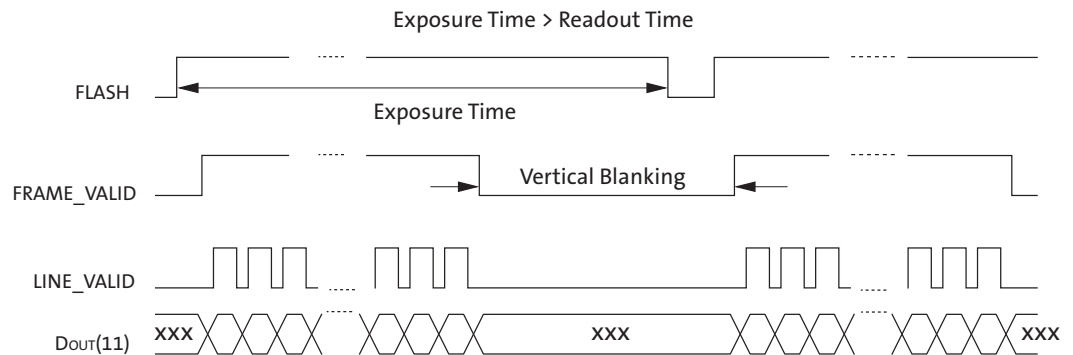 Exposure Time > Readout Time
FLASH
Exposure Time
FRAME_VALID
Vertical Blanking
LINE_VALID
DOUT(11)
XXX
XXX
XXX